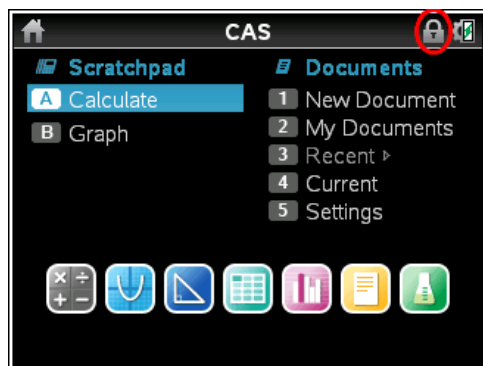 CAS
Scratchpad
A Calculate
B Graph
Documents
1 New Document
2 My Documents
3 Recent ▸
4 Current
5 Settings
× ÷
+ −